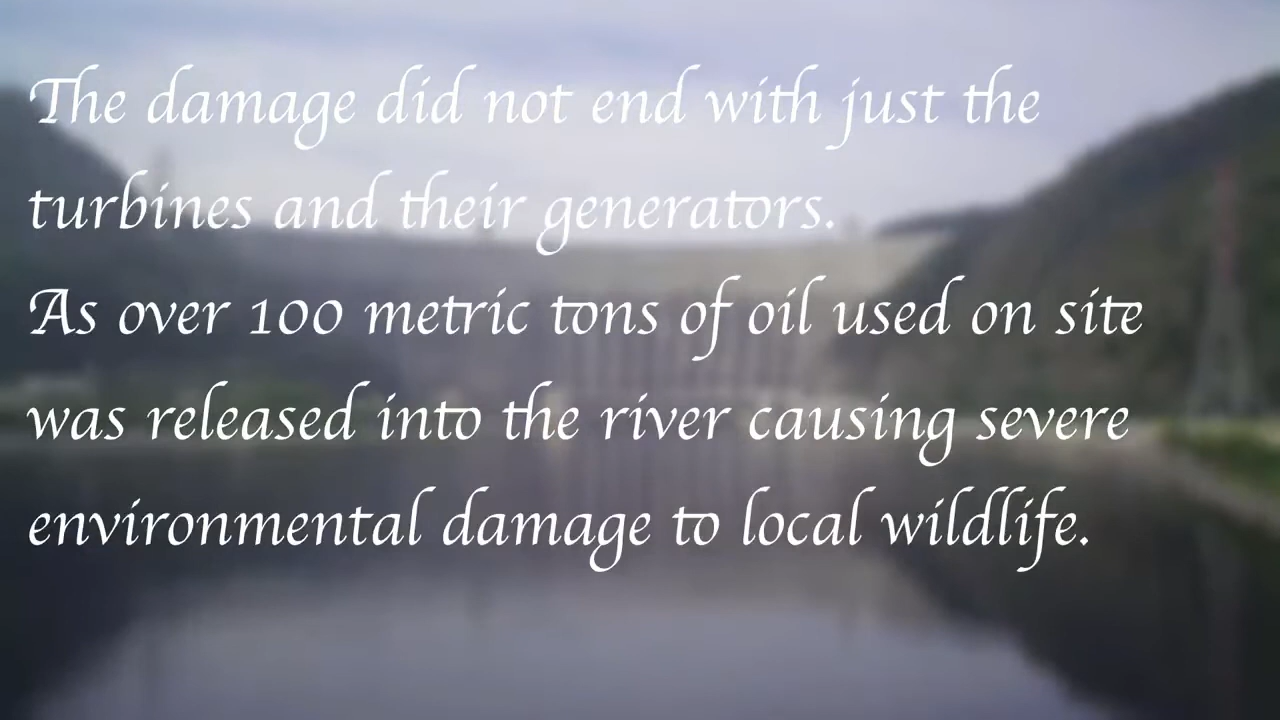 The damage did not end with just the
turbines and their generators.
As over 100 metric tons of oil used on site
was released into the river causing severe
environmental damage to local wildlife.